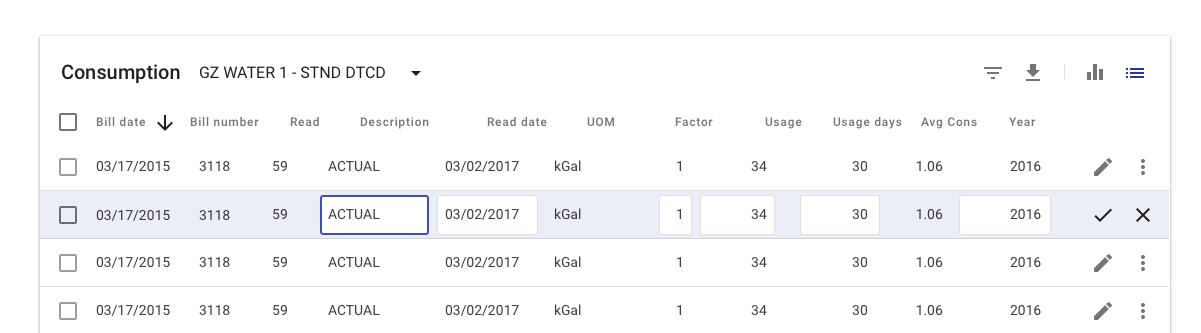 Consumption GZ WATER 1 - STND DTCD
Bill date Bill number Read Description Read date UOM Factor Usage Usage days Avg Cons Year
03/17/2015 3118 59 ACTUAL 03/02/2017 kGal 1 34 30 1.06 2016
03/17/2015 3118 59 ACTUAL 03/02/2017 kGal 1 34 30 1.06 2016
03/17/2015 3118 59 ACTUAL 03/02/2017 kGal 1 34 30 1.06 2016
03/17/2015 3118 59 ACTUAL 03/02/2017 kGal 1 34 30 1.06 2016